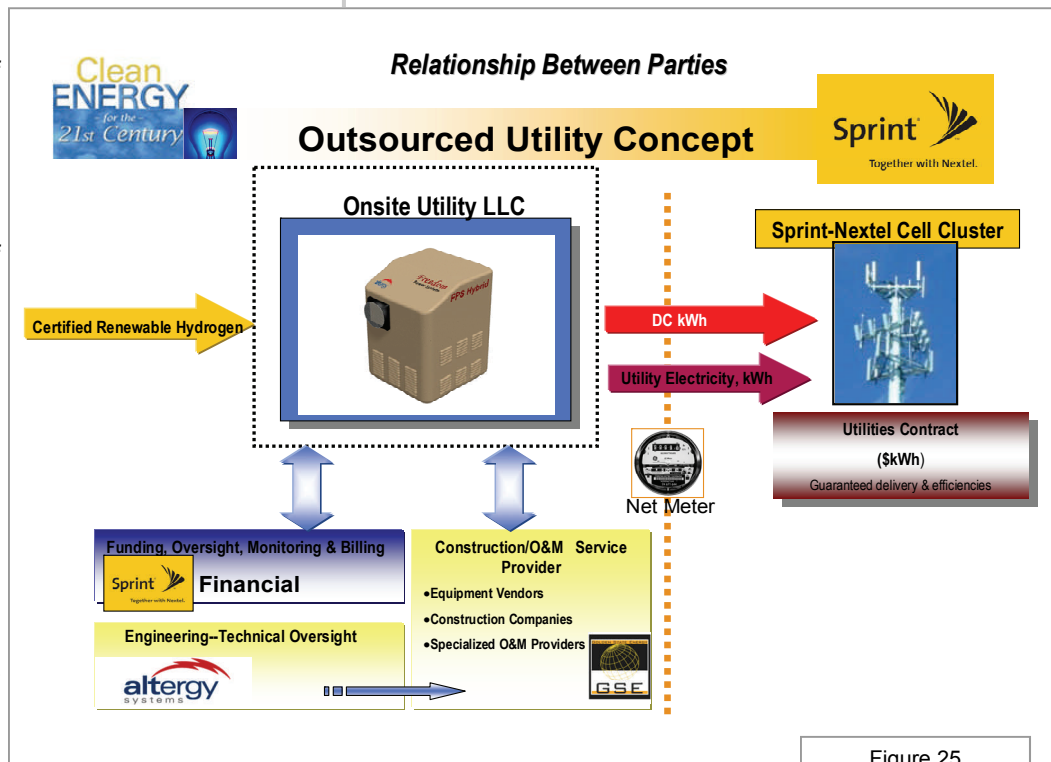 Relationship Between Parties
Clean
ENERGY
- for the -
21st Century
Outsourced Utility Concept
Sprint
Together with Nextel.
Onsite Utility LLC
Sprint-Nextel Cell Cluster
Freedom
FPS Hybrid
Certified Renewable Hydrogen
DC kWh
Utility Electricity, kWh
Utilities Contract
($kWh)
Guaranteed delivery & efficiencies
Net Meter
Funding, Oversight, Monitoring & Billing
Sprint
Together with Nextel.
Financial
Construction/O&M Service
Provider
•Equipment Vendors
•Construction Companies
•Specialized O&M Providers
GSE
Engineering--Technical Oversight
altergy
systems
Figure 25